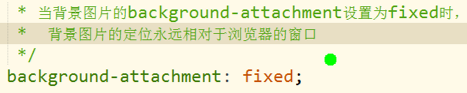 * 当背景图片的background-attachment设置为fixed时,
* 背景图片的定位永远相对于浏览器的窗口
*/
background-attachment: fixed;